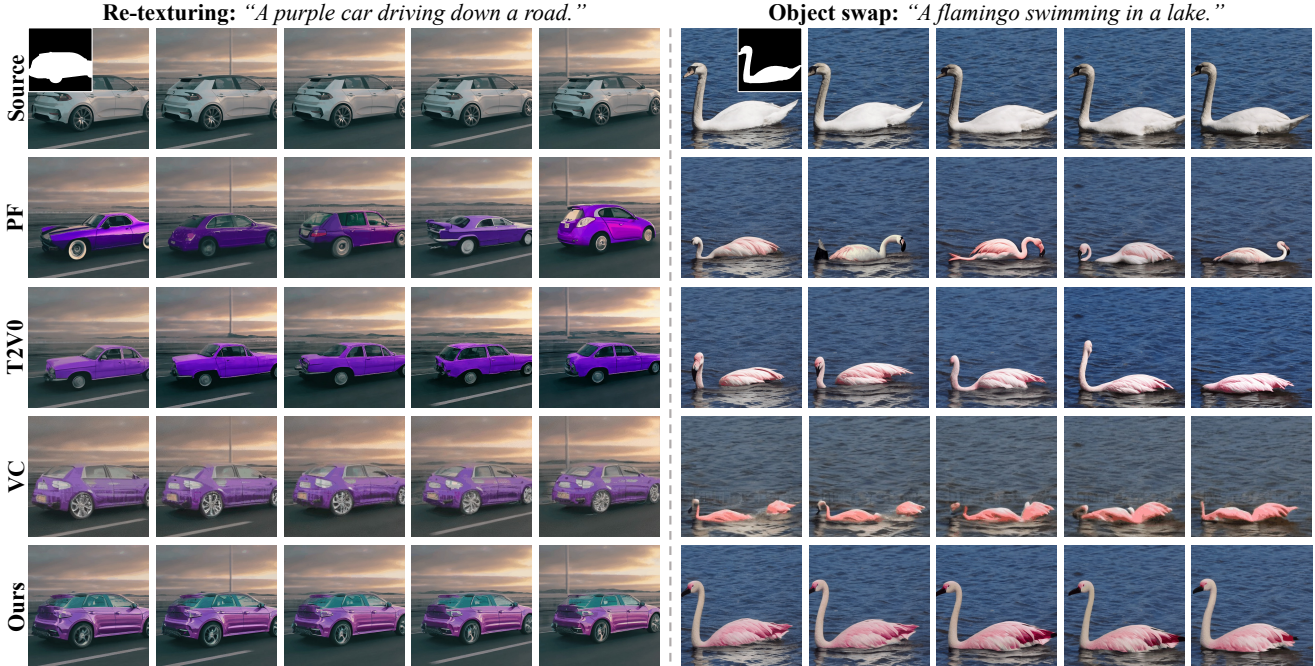 Re-texturing: “A purple car driving down a road.”
Object swap: “A flamingo swimming in a lake.”
Source
PF
T2V0
VC
Ours